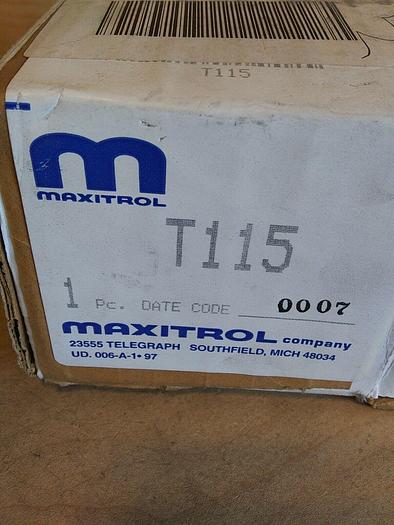 T115
m
MAXITROL
T115
1 Pc. DATE CODE 0007
MAXITROL company
23555 TELEGRAPH SOUTHFIELD, MICH 48034
UD. 006-A-1•97